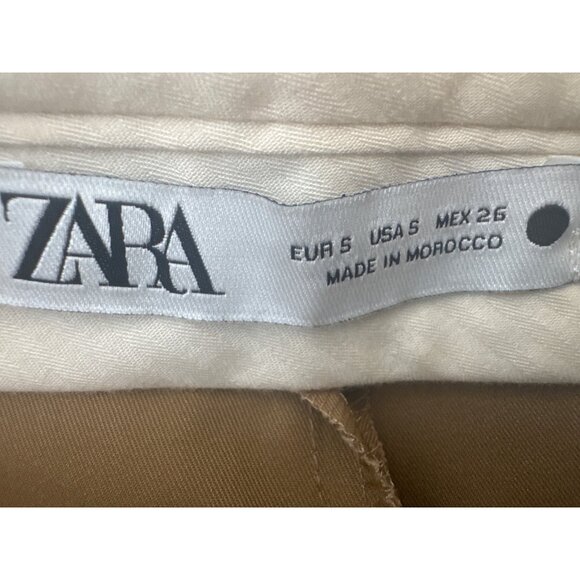 ZARA
EUR S USA S MEX 26
MADE IN MOROCCO